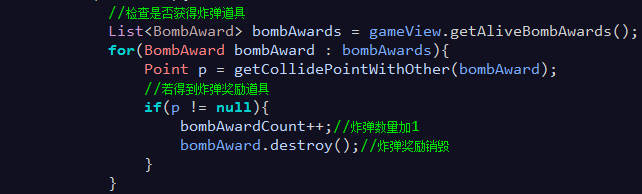 //检查是否获得炸弹道具
List<BombAward> bombAwards = gameView.getAliveBombAwards();
for(BombAward bombAward : bombAwards){
Point p = getCollidePointWithOther(bombAward);
//若得到炸弹奖励道具
if(p != null){
bombAwardCount++;//炸弹数量加1
bombAward.destroy();//炸弹奖励销毁
}
}